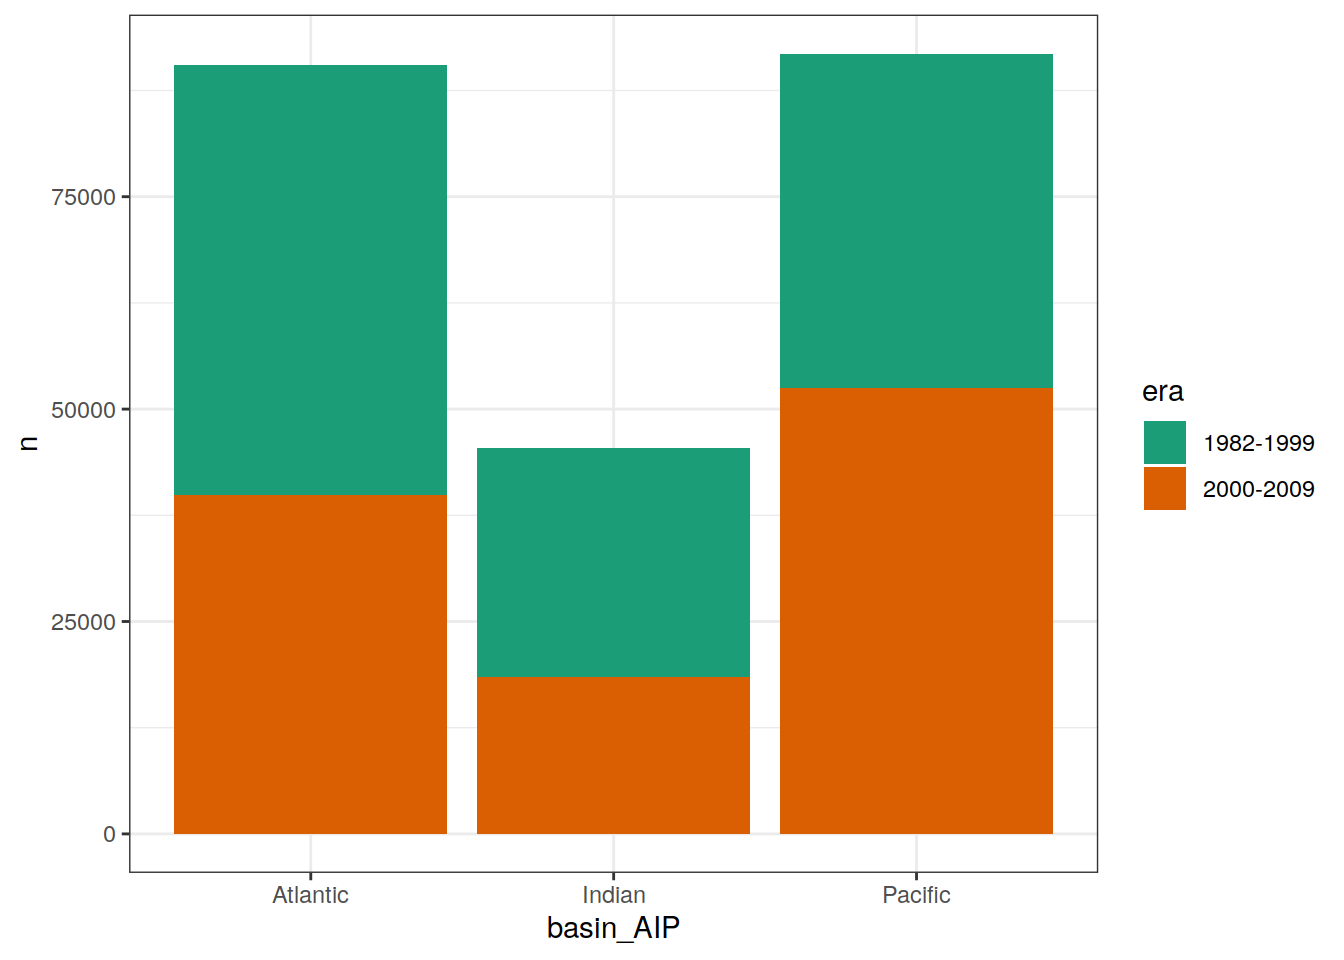 75000
50000
25000
0
n
Atlantic
Indian
Pacific
basin_AIP
era
1982-1999
2000-2009